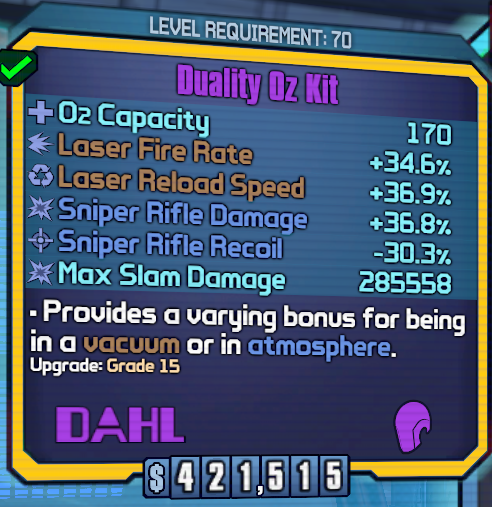 LEVEL REQUIREMENT: 70
Duality Oz Kit
O2 Capacity 170
Laser Fire Rate +34.6%
Laser Reload Speed +36.9%
Sniper Rifle Damage +36.8%
Sniper Rifle Recoil -30.3%
Max Slam Damage 285558
• Provides a varying bonus for being
in a vacuum or in atmosphere.
Upgrade: Grade 15
DAHL
$421,515